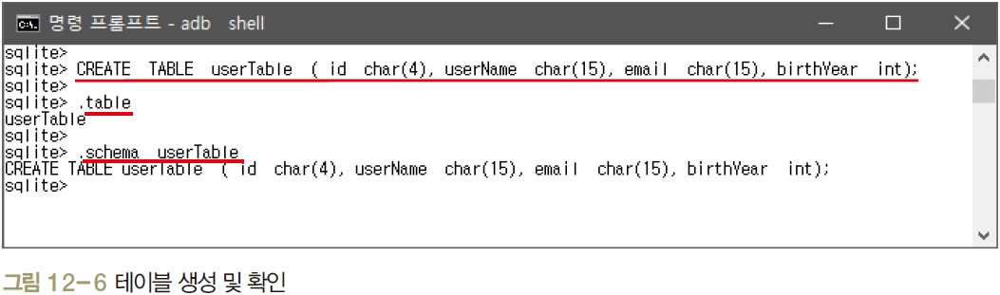 명령 프롬프트 - adb shell
sqlite>
sqlite> CREATE TABLE userTable ( id char(4), userName char(15), email char(15), birthYear int);
sqlite>
sqlite> .table
userTable
sqlite>
sqlite> .schema userTable
CREATE TABLE userTable ( id char(4), userName char(15), email char(15), birthYear int);
sqlite>
그림 12-6 테이블 생성 및 확인